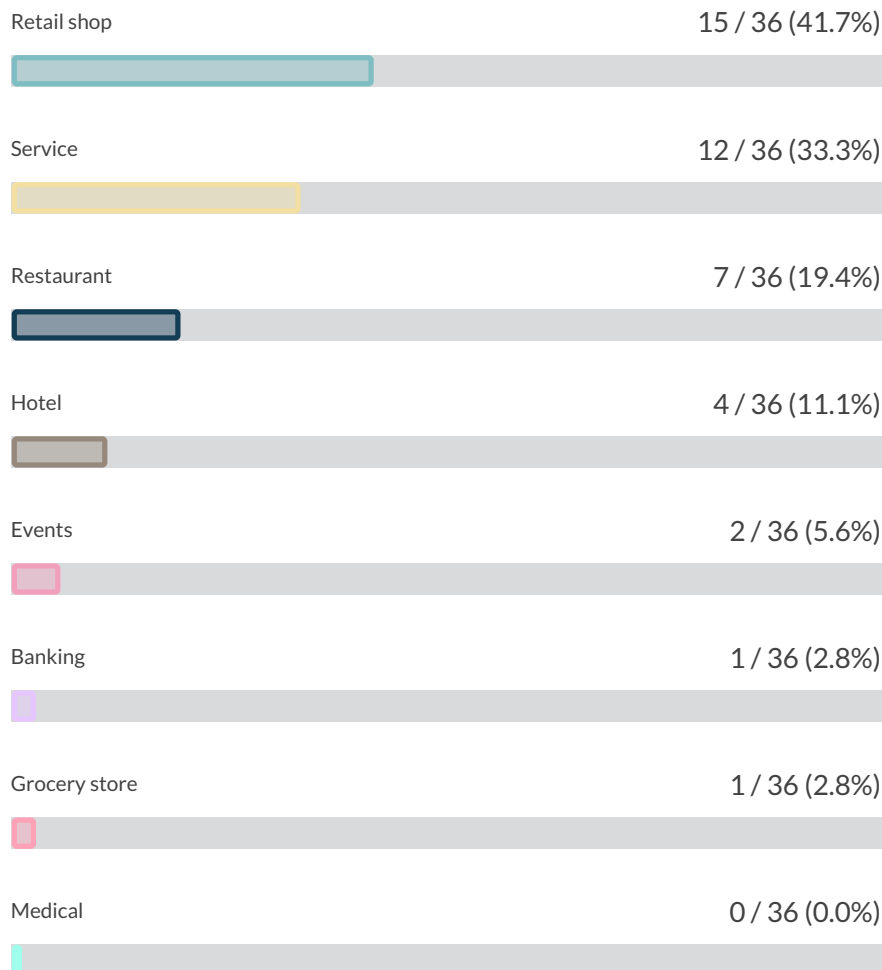 Retail shop 15 / 36 (41.7%)
Service 12 / 36 (33.3%)
Restaurant 7 / 36 (19.4%)
Hotel 4 / 36 (11.1%)
Events 2 / 36 (5.6%)
Banking 1 / 36 (2.8%)
Grocery store 1 / 36 (2.8%)
Medical 0 / 36 (0.0%)